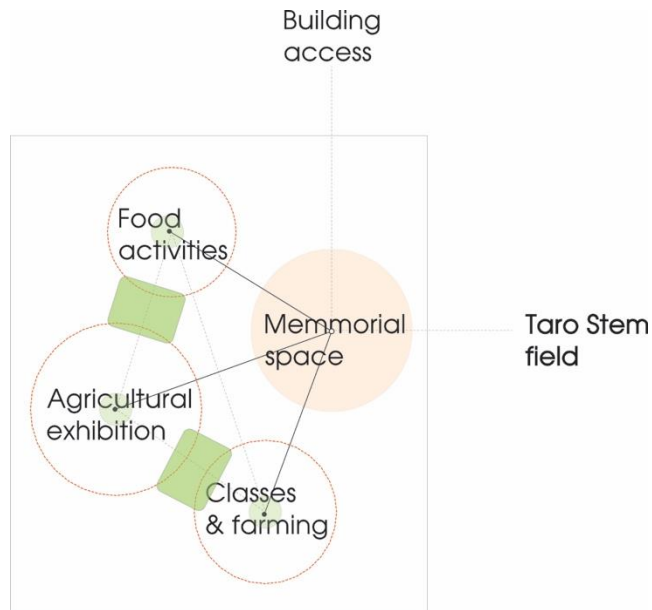 Building
access
Food
activities
Memmorial
space
Taro Stem
field
Agricultural
exhibition
Classes
& farming